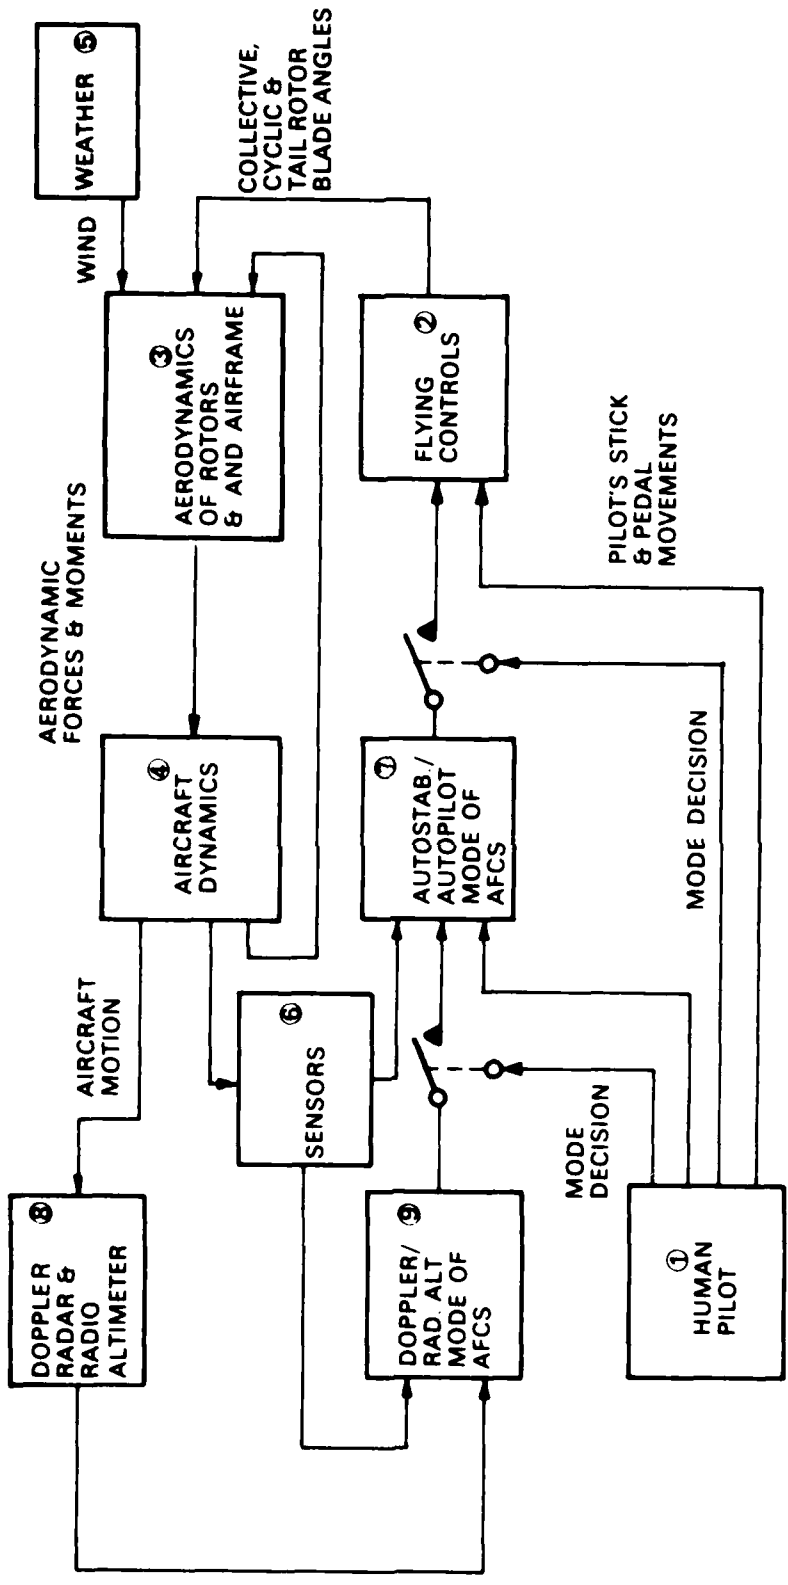 DOPPLER ⑧
RADAR &
RADIO
ALTIMETER
AIRCRAFT
MOTION
AERODYNAMIC
FORCES & MOMENTS
WIND
WEATHER ⑤
④
AIRCRAFT
DYNAMICS
③
AERODYNAMICS
OF ROTORS
& AND AIRFRAME
COLLECTIVE,
CYCLIC &
TAIL ROTOR
BLADE ANGLES
⑥
SENSORS
DOPPLER/ ⑨
RAD. ALT
MODE OF
AFCS
⑦
AUTOSTAB./
AUTOPILOT
MODE OF
AFCS
FLYING ②
CONTROLS
MODE
DECISION
PILOT'S STICK
& PEDAL
MOVEMENTS
①
HUMAN
PILOT
MODE DECISION